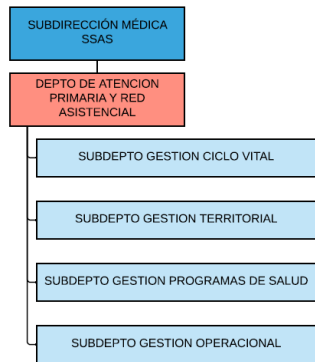 SUBDIRECCIÓN MÉDICA
SSAS
DEPTO DE ATENCION
PRIMARIA Y RED
ASISTENCIAL
SUBDEPTO GESTION CICLO VITAL
SUBDEPTO GESTION TERRITORIAL
SUBDEPTO GESTION PROGRAMAS DE SALUD
SUBDEPTO GESTION OPERACIONAL